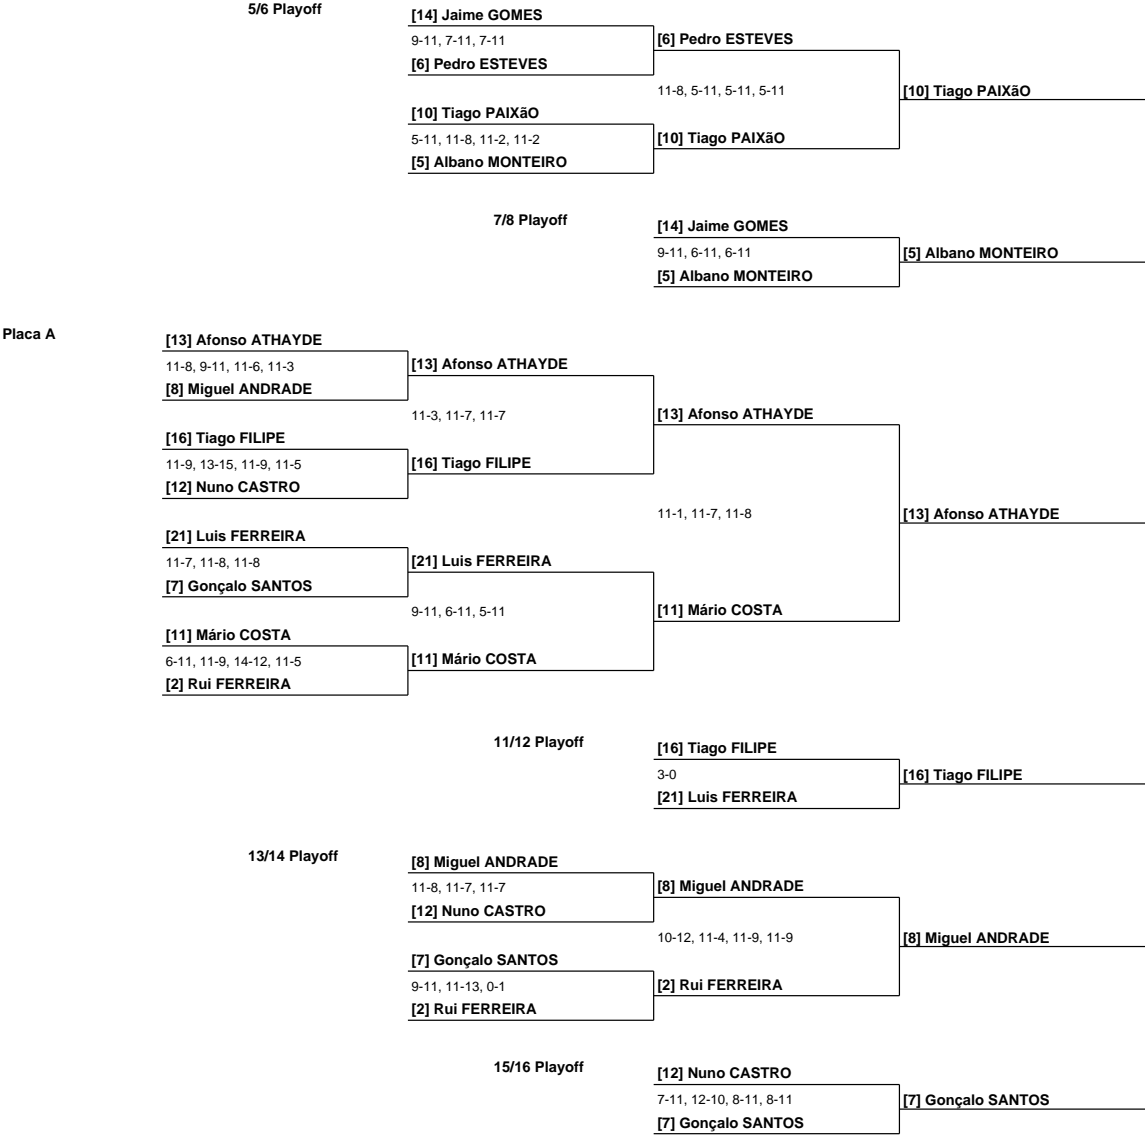 5/6 Playoff
[14] Jaime GOMES
9-11, 7-11, 7-11
[6] Pedro ESTEVES
[6] Pedro ESTEVES
11-8, 5-11, 5-11, 5-11
[10] Tiago PAIXãO
[10] Tiago PAIXãO
5-11, 11-8, 11-2, 11-2
[10] Tiago PAIXãO
[5] Albano MONTEIRO
7/8 Playoff
[14] Jaime GOMES
9-11, 6-11, 6-11
[5] Albano MONTEIRO
[5] Albano MONTEIRO
Placa A
[13] Afonso ATHAYDE
11-8, 9-11, 11-6, 11-3
[13] Afonso ATHAYDE
[8] Miguel ANDRADE
11-3, 11-7, 11-7
[13] Afonso ATHAYDE
[16] Tiago FILIPE
11-9, 13-15, 11-9, 11-5
[16] Tiago FILIPE
[12] Nuno CASTRO
11-1, 11-7, 11-8
[13] Afonso ATHAYDE
[21] Luis FERREIRA
11-7, 11-8, 11-8
[21] Luis FERREIRA
[7] Gonçalo SANTOS
9-11, 6-11, 5-11
[11] Mário COSTA
[11] Mário COSTA
6-11, 11-9, 14-12, 11-5
[11] Mário COSTA
[2] Rui FERREIRA
11/12 Playoff
[16] Tiago FILIPE
3-0
[16] Tiago FILIPE
[21] Luis FERREIRA
13/14 Playoff
[8] Miguel ANDRADE
11-8, 11-7, 11-7
[8] Miguel ANDRADE
[12] Nuno CASTRO
10-12, 11-4, 11-9, 11-9
[8] Miguel ANDRADE
[7] Gonçalo SANTOS
9-11, 11-13, 0-1
[2] Rui FERREIRA
[2] Rui FERREIRA
15/16 Playoff
[12] Nuno CASTRO
7-11, 12-10, 8-11, 8-11
[7] Gonçalo SANTOS
[7] Gonçalo SANTOS